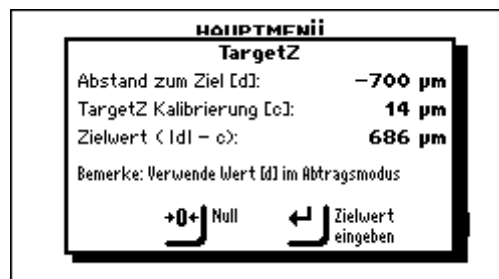 HAUPTMENü
TargetZ
Abstand zum Ziel [d]: -700 µm
TargetZ Kalibrierung [c]: 14 µm
Zielwert ( |d| - c): 686 µm
Bemerke: Verwende Wert [d] im Abtragsmodus
→0← Null
Zielwert
eingeben